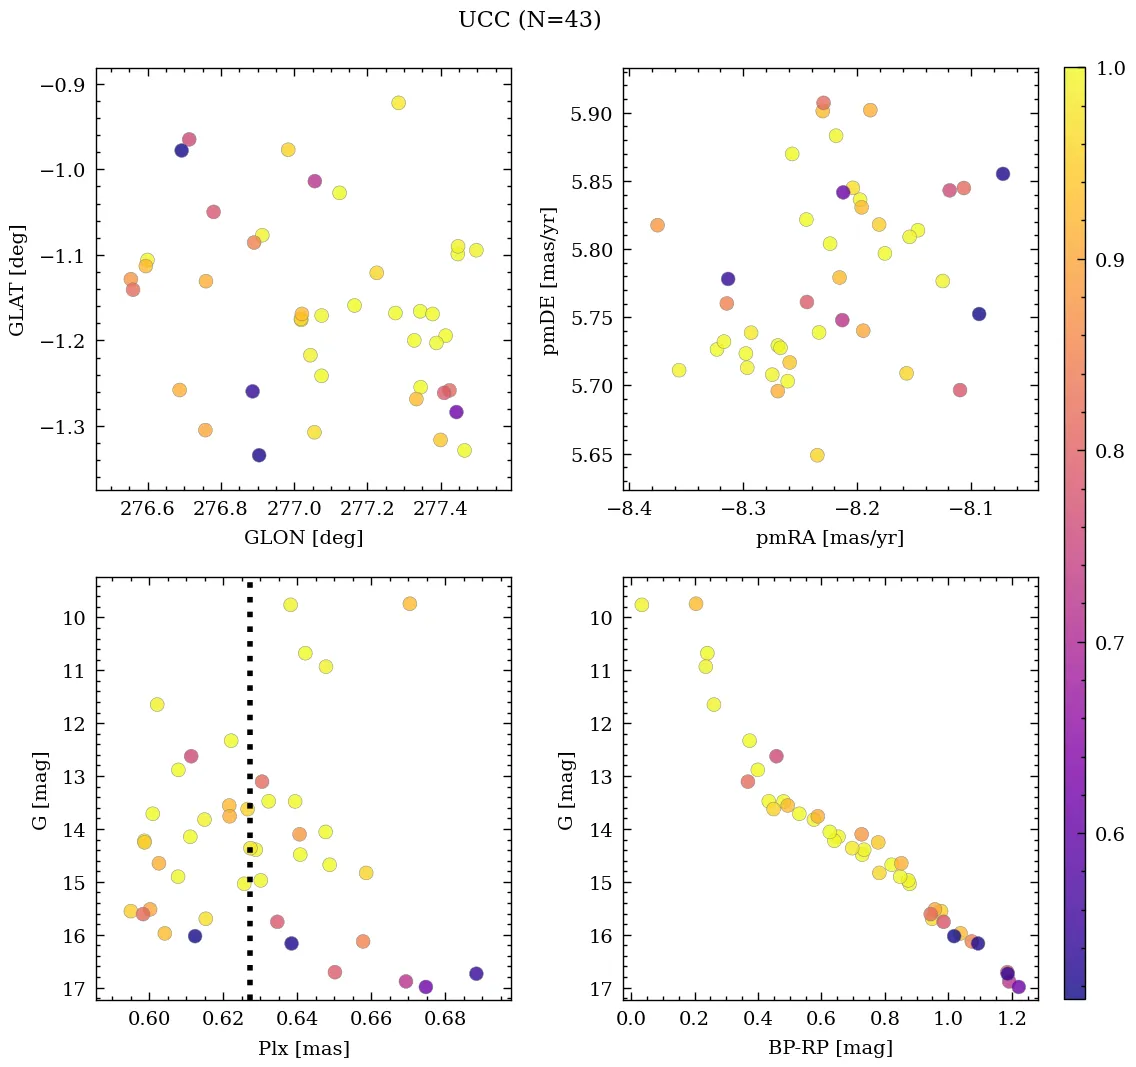 UCC (N=43)
−0.9
−1.0
−1.1
−1.2
−1.3
GLAT [deg]
276.6 276.8 277.0 277.2 277.4
GLON [deg]
5.90
5.85
5.80
5.75
5.70
5.65
pmDE [mas/yr]
−8.4 −8.3 −8.2 −8.1
pmRA [mas/yr]
1.0
0.9
0.8
0.7
0.6
10
11
12
13
14
15
16
17
G [mag]
0.60 0.62 0.64 0.66 0.68
Plx [mas]
10
11
12
13
14
15
16
17
G [mag]
0.0 0.2 0.4 0.6 0.8 1.0 1.2
BP-RP [mag]